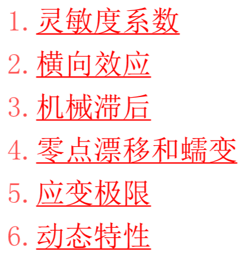 1. 灵敏度系数
2. 横向效应
3. 机械滞后
4. 零点漂移和蠕变
5. 应变极限
6. 动态特性